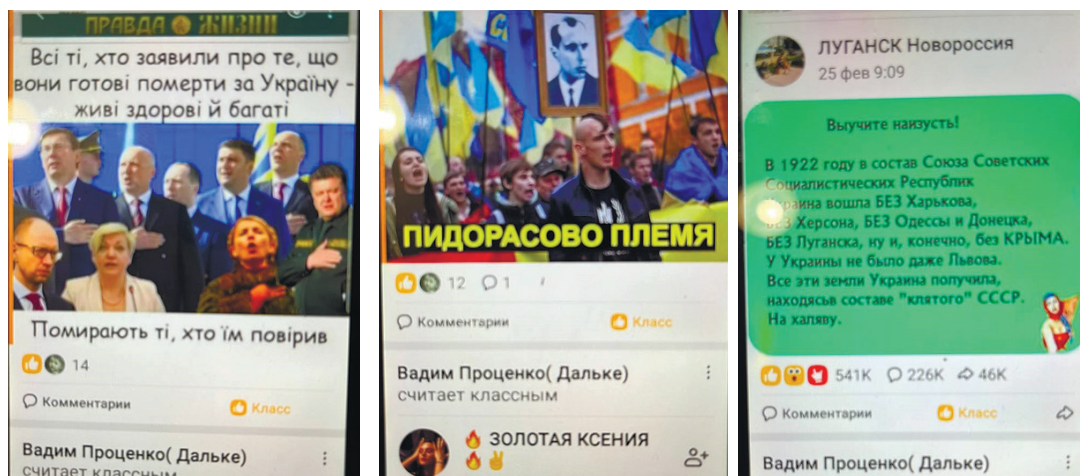 ПРАВДА ЖИЗНИ
Всі ті, хто заявили про те, що
вони готові померти за Україну -
живі здорові й багаті
Помирають ті, хто їм повірив
14
Комментарии
Класс
Вадим Проценко( Дальке)
считает классным
ПИДОРАСОВО ПЛЕМЯ
12 1
Комментарии
Класс
Вадим Проценко( Дальке)
считает классным
ЗОЛОТАЯ КСЕНИЯ
ЛУГАНСК Новороссия
25 фев 9:09
Выучите наизусть!
В 1922 году в состав Союза Советских
Социалистических Республик
Украина вошла БЕЗ Харькова,
БЕЗ Херсона, БЕЗ Одессы и Донецка,
БЕЗ Луганска, ну и, конечно, без КРЫМА.
У Украины не было даже Львова.
Все эти земли Украина получила,
находясьв составе "клятого" СССР.
На халяву.
541K 226K 46K
Комментарии
Класс
Вадим Проценко( Дальке)